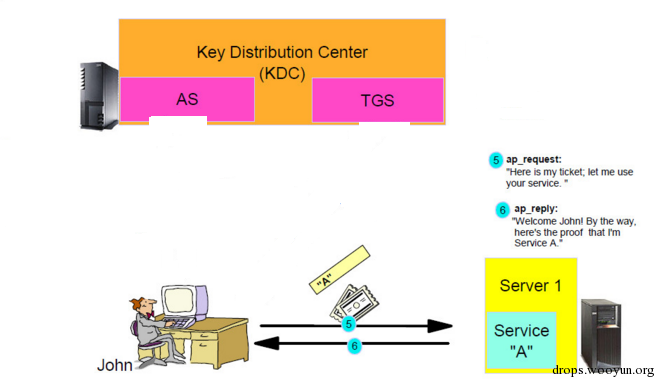 Key Distribution Center
(KDC)
AS
TGS
5 ap_request:
"Here is my ticket; let me use
your service. "
6 ap_reply:
"Welcome John! By the way,
here's the proof that I'm
Service A."
"A"
Server 1
5
Service
"A"
6
John
drops.wooyun.org